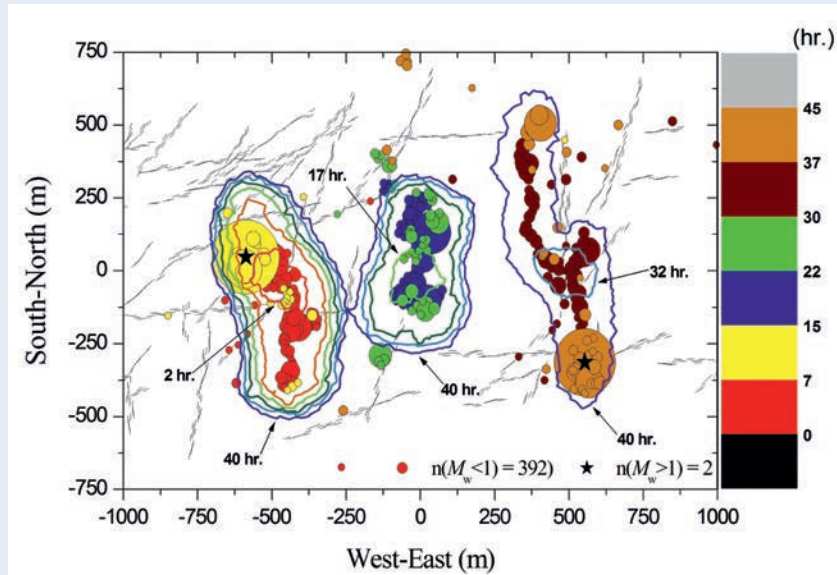 (hr.)
750
500
250
0
-250
-500
-750
South-North (m)
-1000 -750 -500 -250 0 250 500 750 1000
West-East (m)
17 hr.
32 hr.
2 hr.
40 hr.
40 hr.
40 hr.
n(Mw<1) = 392) ★ n(Mw>1) = 2
45
37
30
22
15
7
0